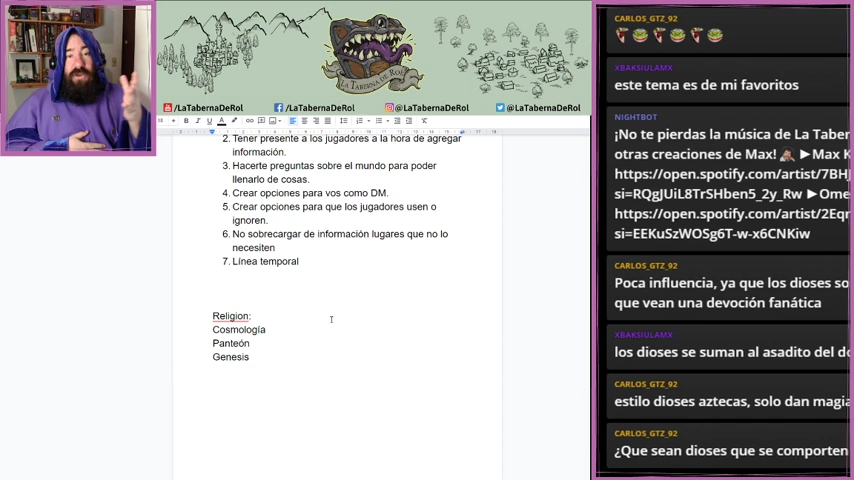 LA TABERNA DE ROL
/LaTabernaDeRol
/LaTabernaDeRol
@LaTabernaDeRol
@LaTabernaDeRol
2. Tener presente a los jugadores a la hora de agregar
información.
3. Hacerte preguntas sobre el mundo para poder
llenarlo de cosas.
4. Crear opciones para vos como DM.
5. Crear opciones para que los jugadores usen o
ignoren.
6. No sobrecargar de información lugares que no lo
necesiten
7. Línea temporal
Religion:
Cosmología
Panteón
Genesis
CARLOS_GTZ_92
XBAKSIULAMX
este tema es de mi favoritos
NIGHTBOT
¡No te pierdas la música de La Taber
otras creaciones de Max! ►Max K
https://open.spotify.com/artist/7BHJ
si=RQgJUiL8TrSHben5_2y_Rw ►Ome
https://open.spotify.com/artist/2Eqr
si=EEKuSzWOSg6T-w-x6CNKiw
CARLOS_GTZ_92
Poca influencia, ya que los dioses so
que vean una devoción fanática
XBAKSIULAMX
los dioses se suman al asadito del do
CARLOS_GTZ_92
estilo dioses aztecas, solo dan magia
CARLOS_GTZ_92
¿Que sean dioses que se comporten